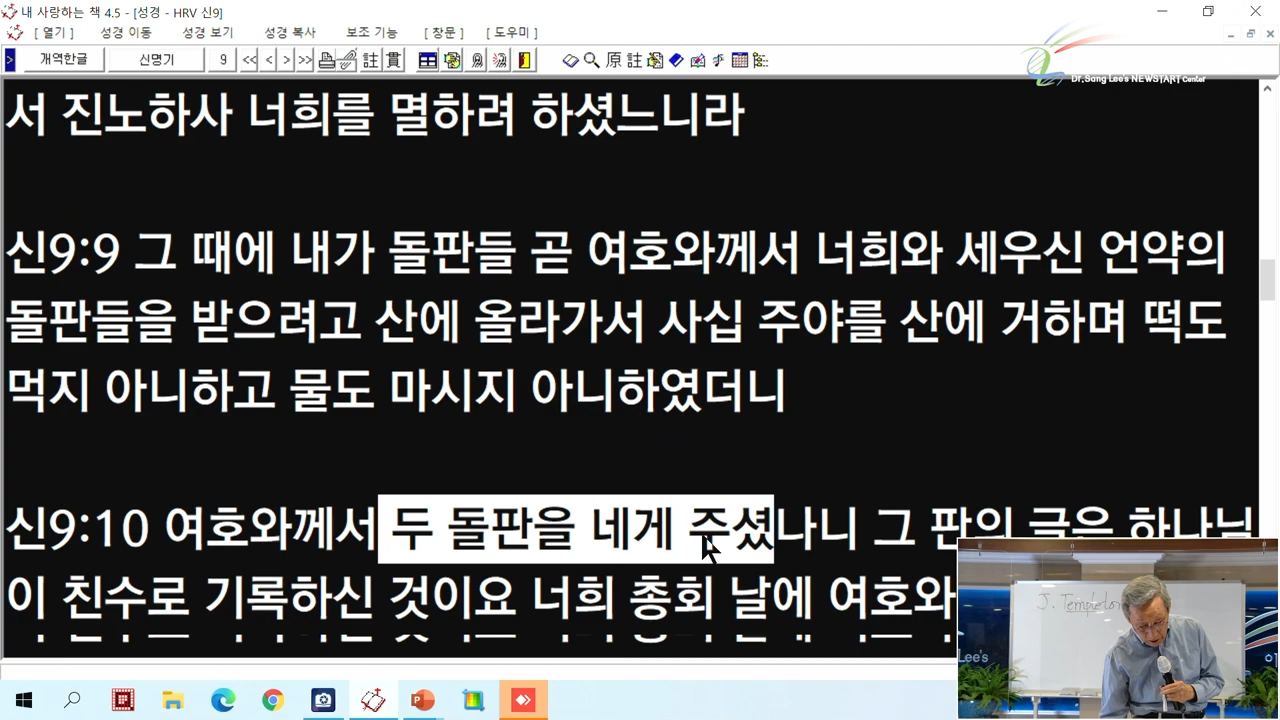 내 사랑하는 책 4.5 - [성경 - HRV 신9]
[ 열기 ] 성경 이동 성경 보기 성경 복사 보조 기능 [ 창문 ] [ 도우미 ]
개역한글 신명기 9 << < > >> 註 貫 原 註
Dr.Sang Lee's NEWSTART Center
서 진노하사 너희를 멸하려 하셨느니라
신9:9 그 때에 내가 돌판들 곧 여호와께서 너희와 세우신 언약의
돌판들을 받으려고 산에 올라가서 사십 주야를 산에 거하며 떡도
먹지 아니하고 물도 마시지 아니하였더니
신9:10 여호와께서 두 돌판을 네게 주셨나니 그 판의 글은 하나님
이 친수로 기록하신 것이요 너희 총회 날에 여호와
J. Templeton
Lee's